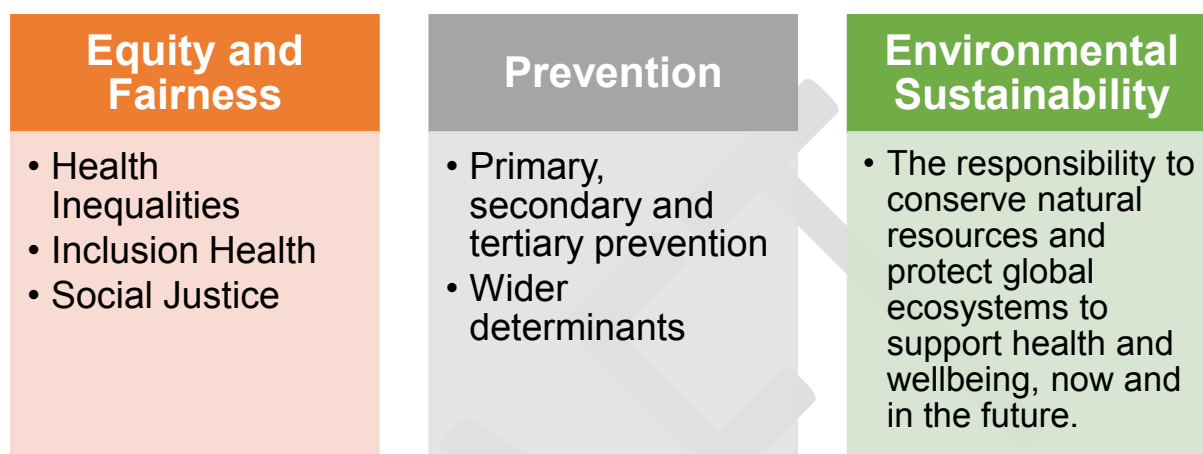 Equity and
Fairness
• Health
Inequalities
• Inclusion Health
• Social Justice
Prevention
• Primary,
secondary and
tertiary prevention
• Wider
determinants
Environmental
Sustainability
• The responsibility to
conserve natural
resources and
protect global
ecosystems to
support health and
wellbeing, now and
in the future.